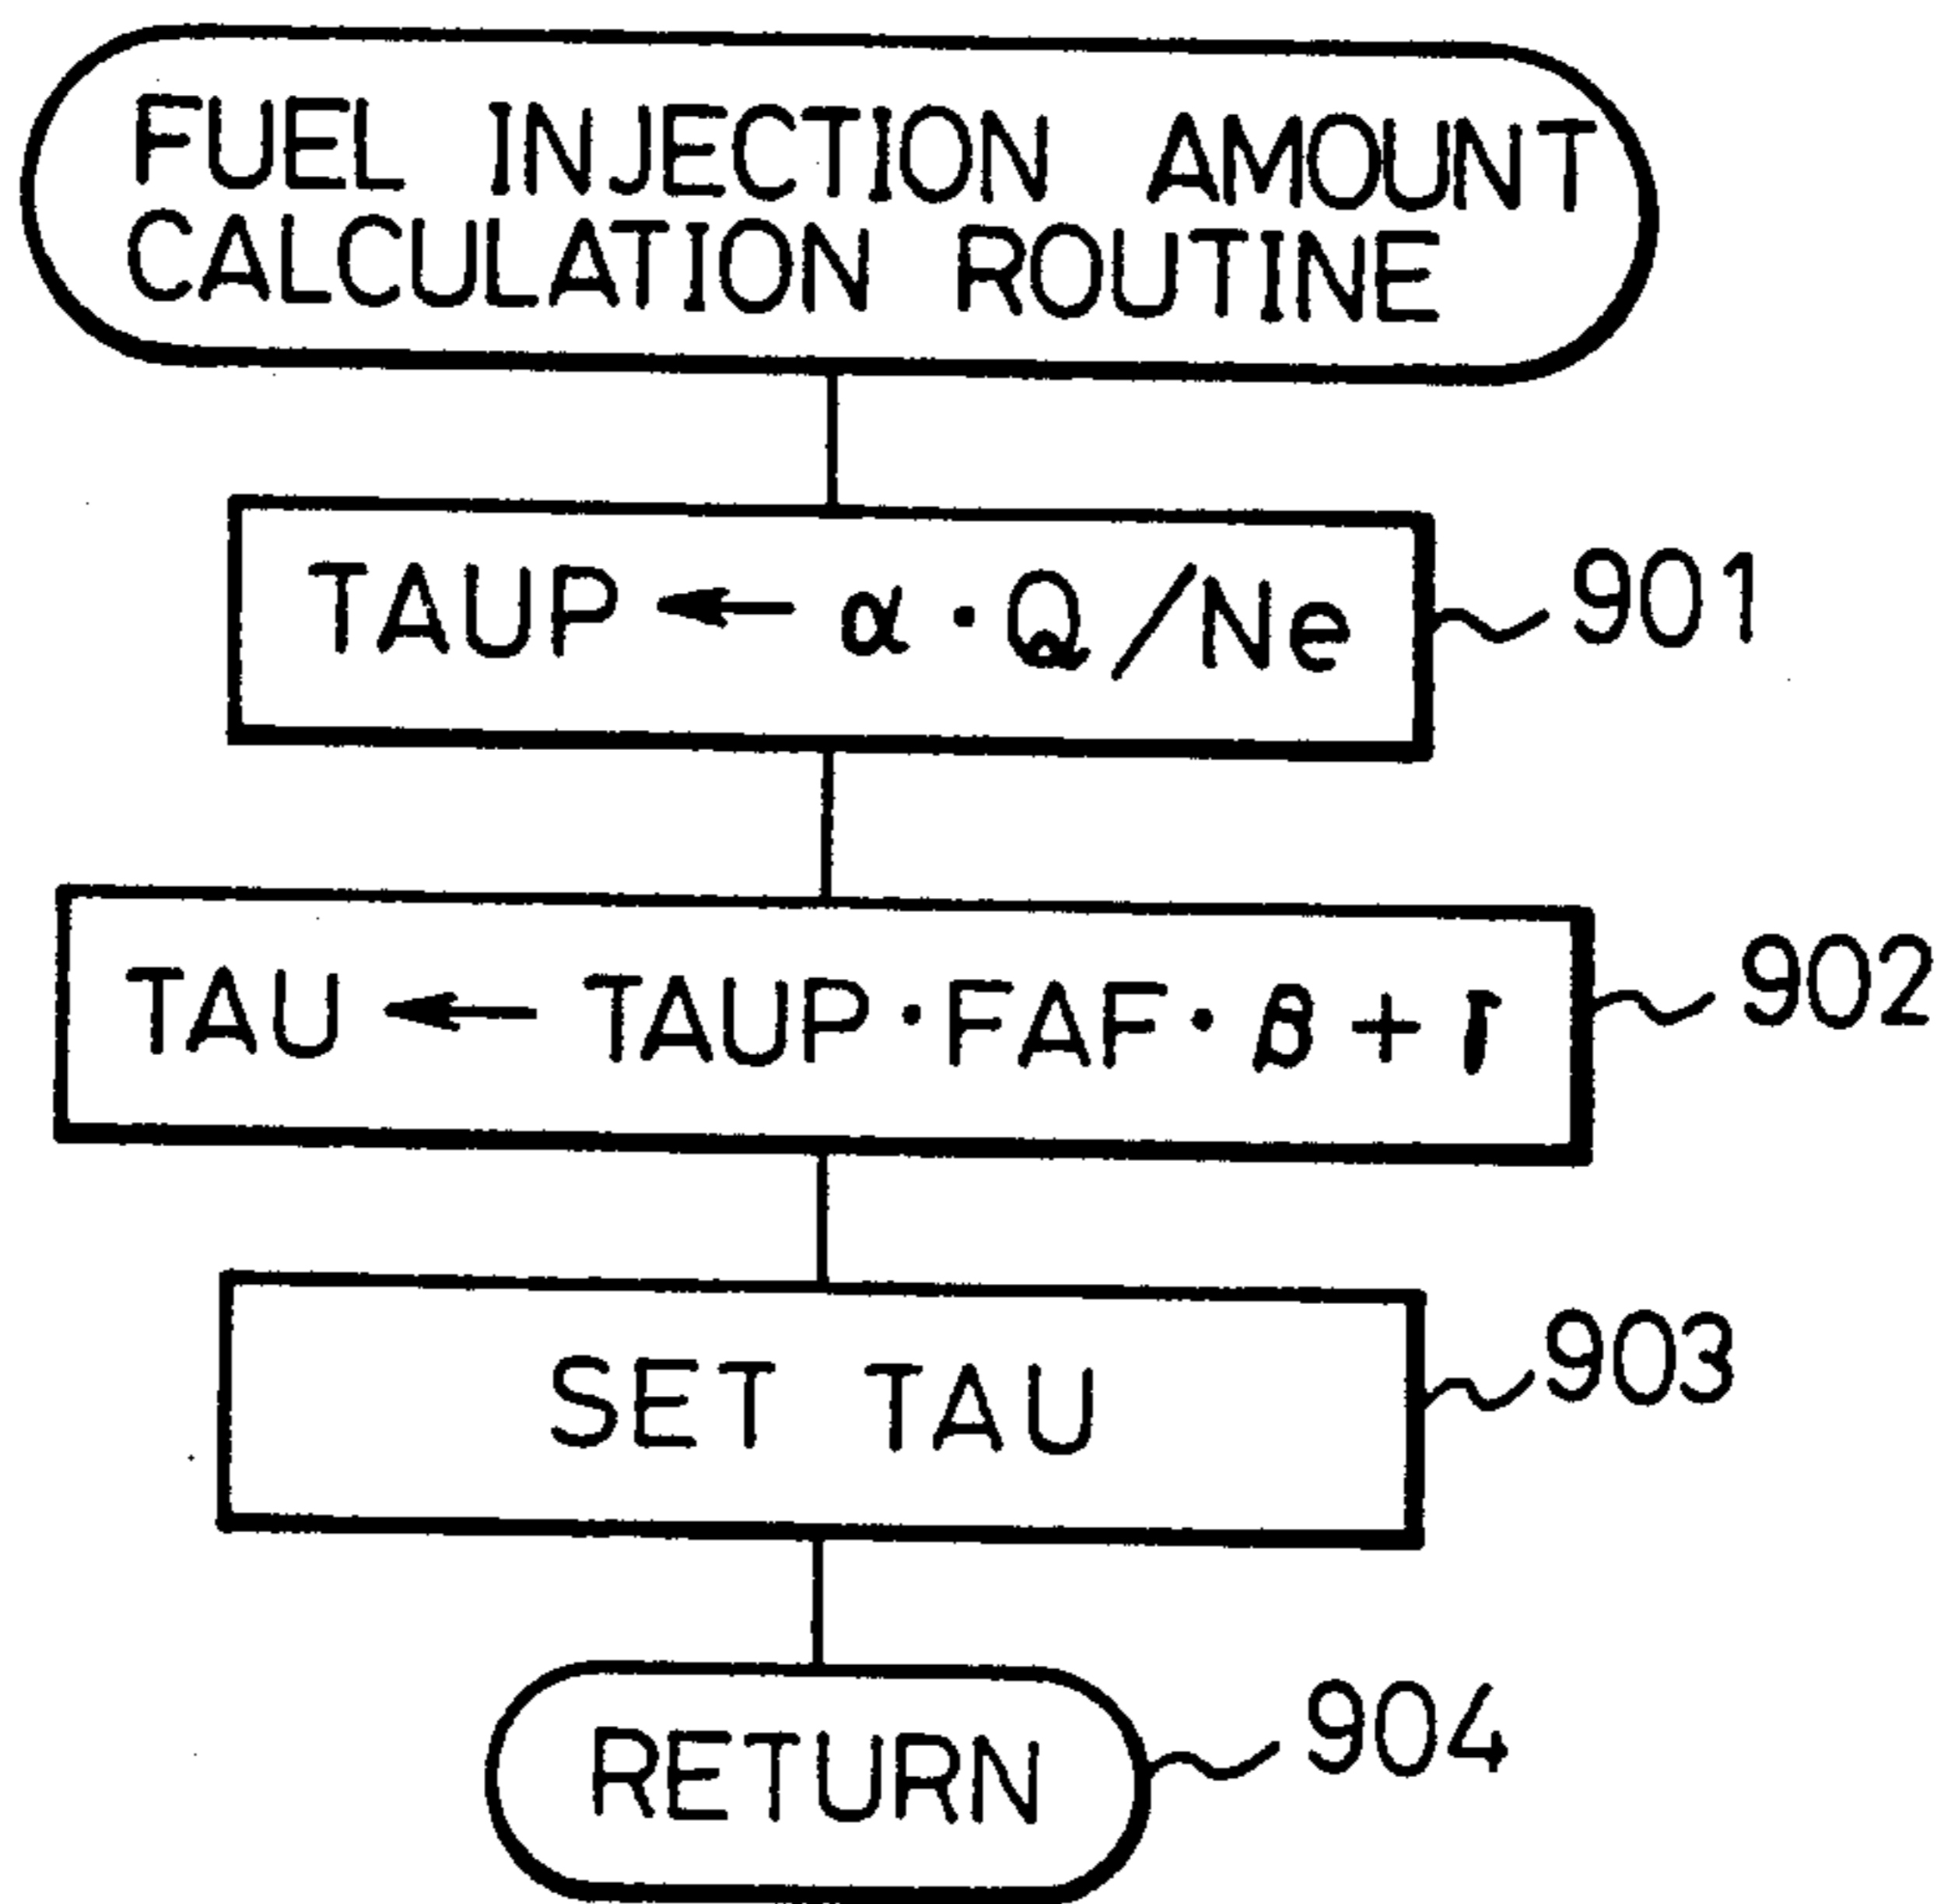 FUEL INJECTION AMOUNT
CALCULATION ROUTINE
TAUP ← α · Q / Ne
901
TAU ← TAUP · FAF · β + γ
902
SET TAU
903
RETURN
904